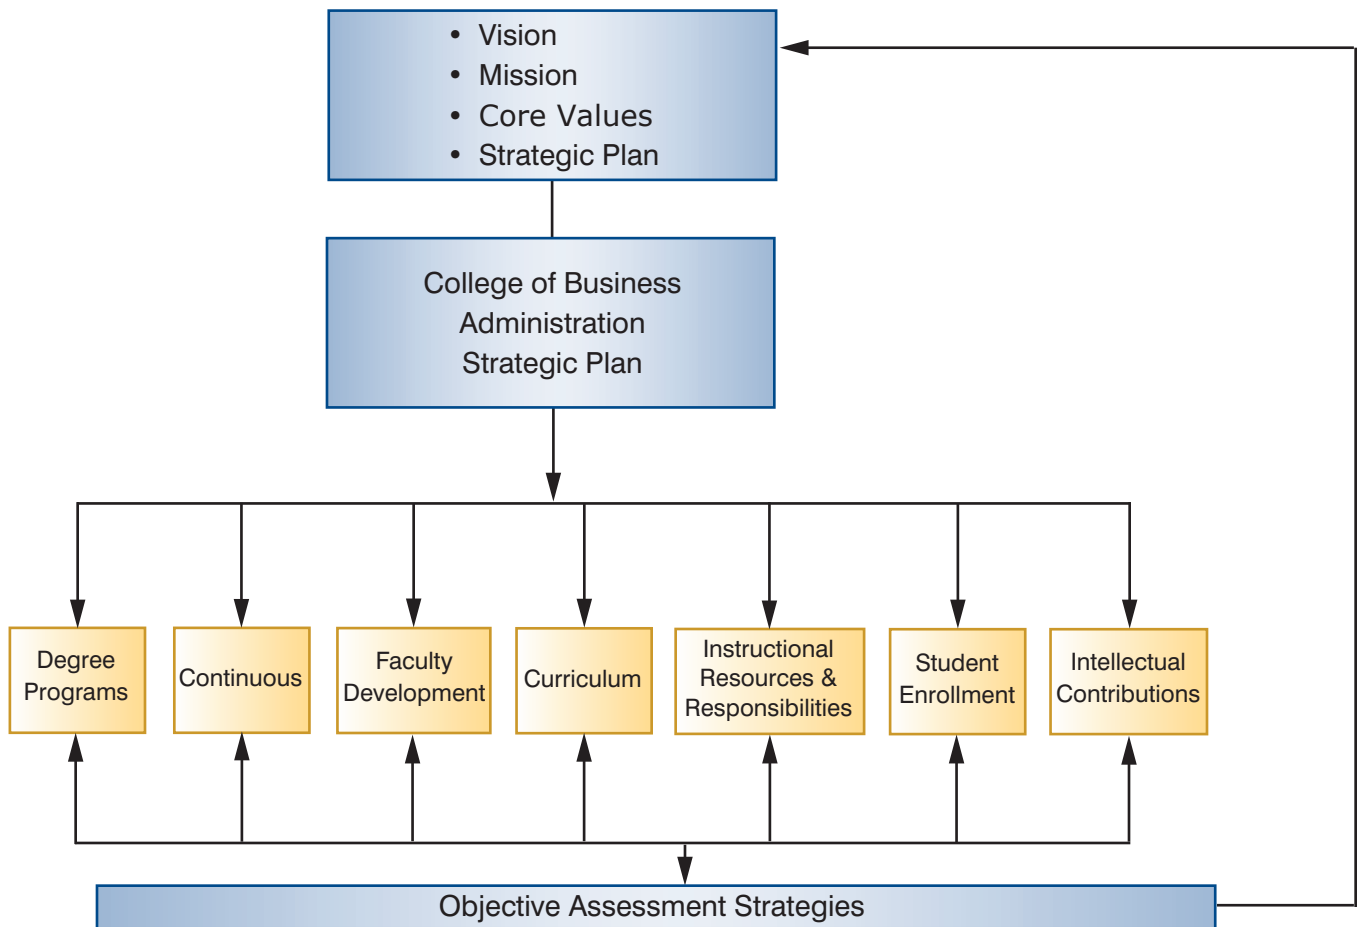 • Vision
• Mission
• Core Values
• Strategic Plan
College of Business
Administration
Strategic Plan
Degree
Programs
Continuous
Faculty
Development
Curriculum
Instructional
Resources &
Responsibilities
Student
Enrollment
Intellectual
Contributions
Objective Assessment Strategies